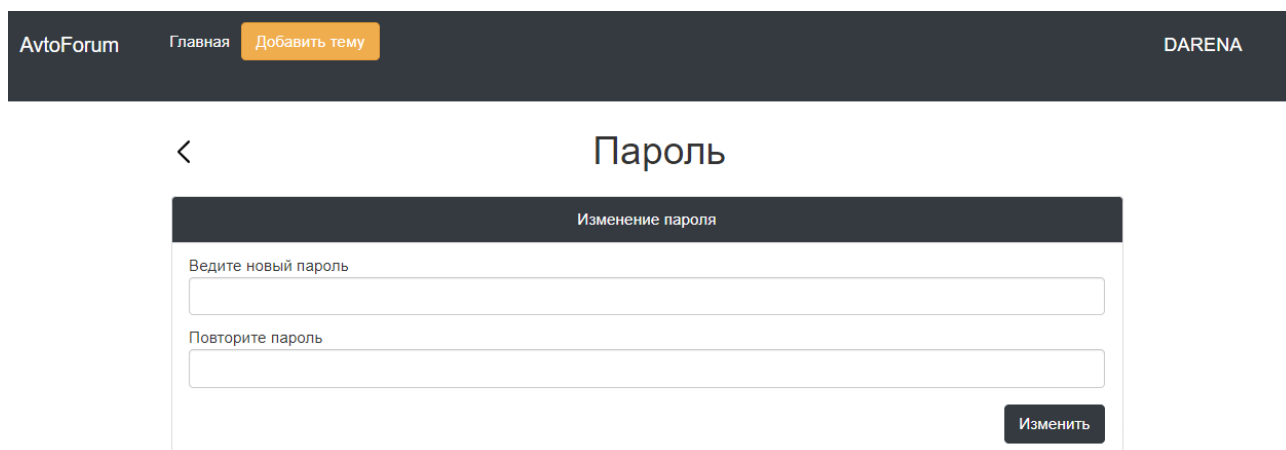 AvtoForum Главная Добавить тему DARENA
Пароль
Изменение пароля
Ведите новый пароль
Повторите пароль
Изменить